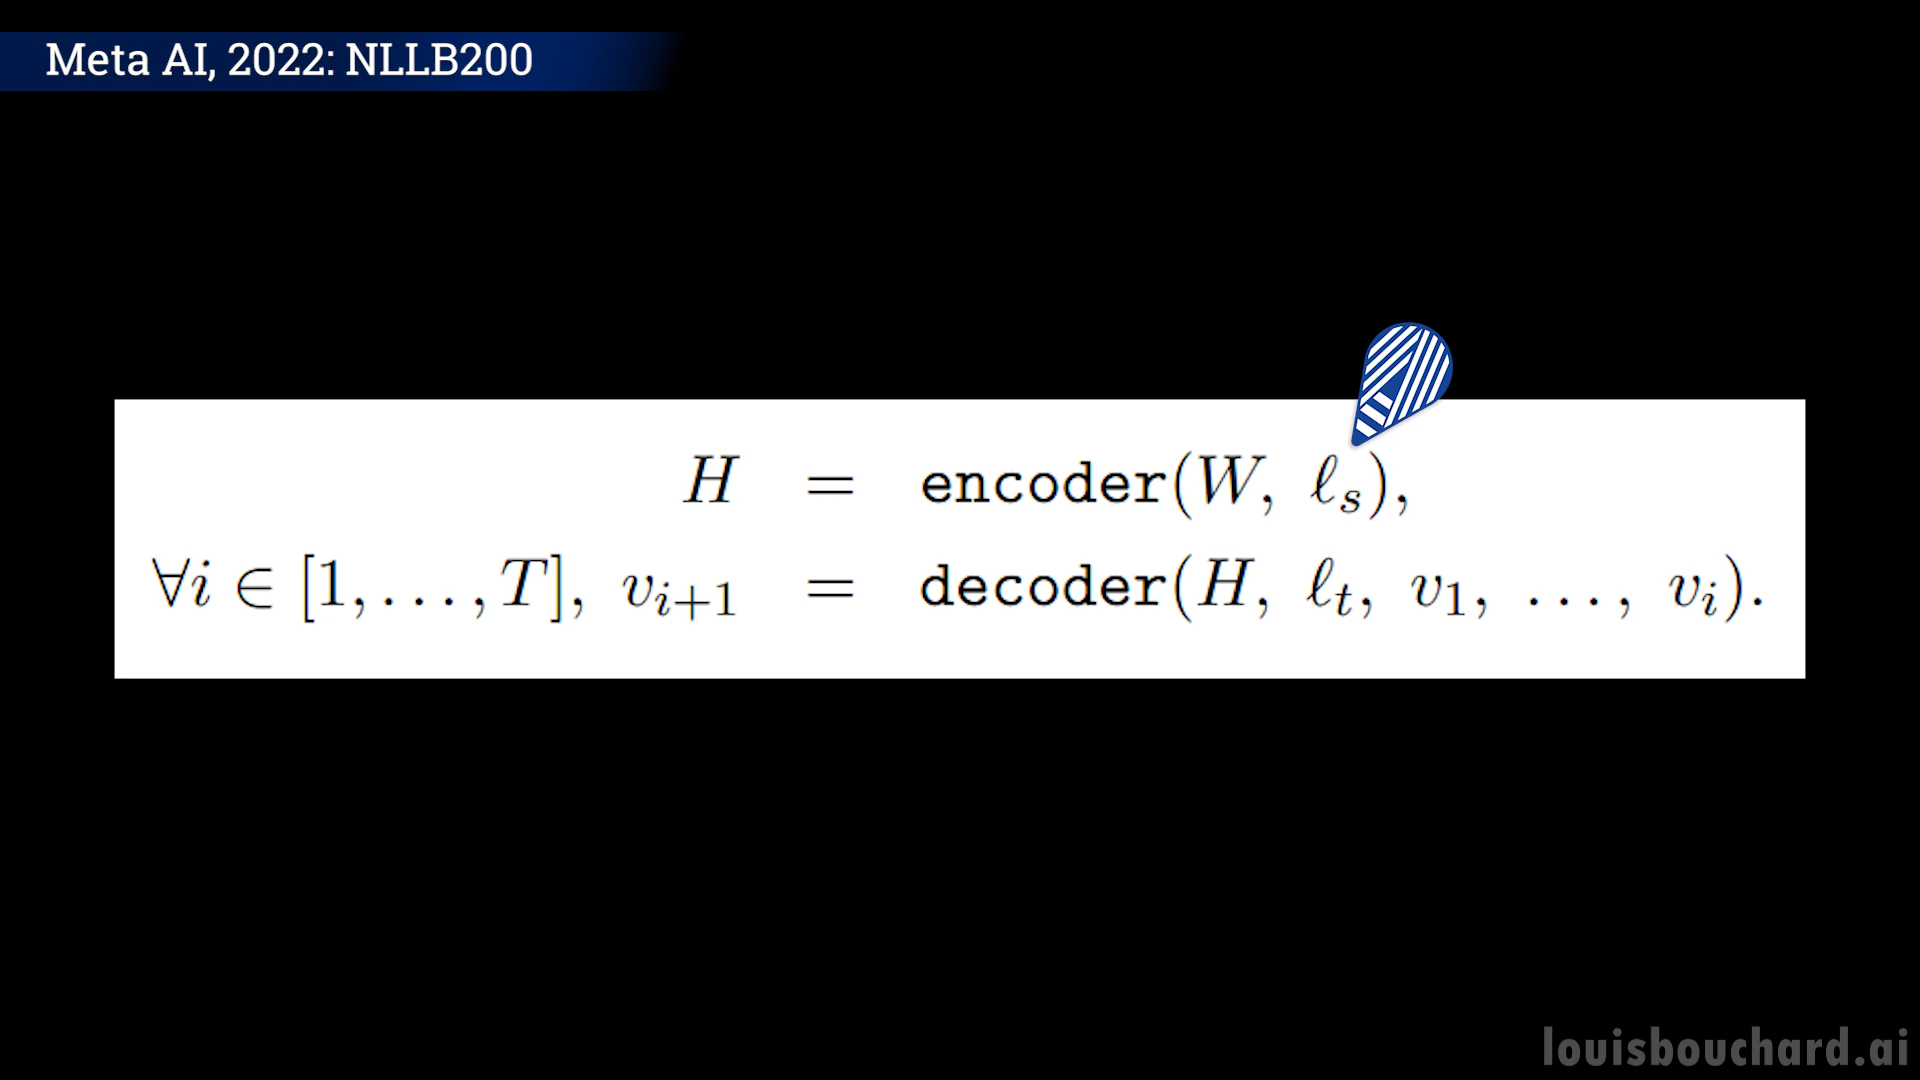 Meta AI, 2022: NLLB200
H = encoder(W, ℓ_s),
∀i ∈ [1, . . . , T], v_{i+1} = decoder(H, ℓ_t, v_1, . . . , v_i).
louisbouchard.ai